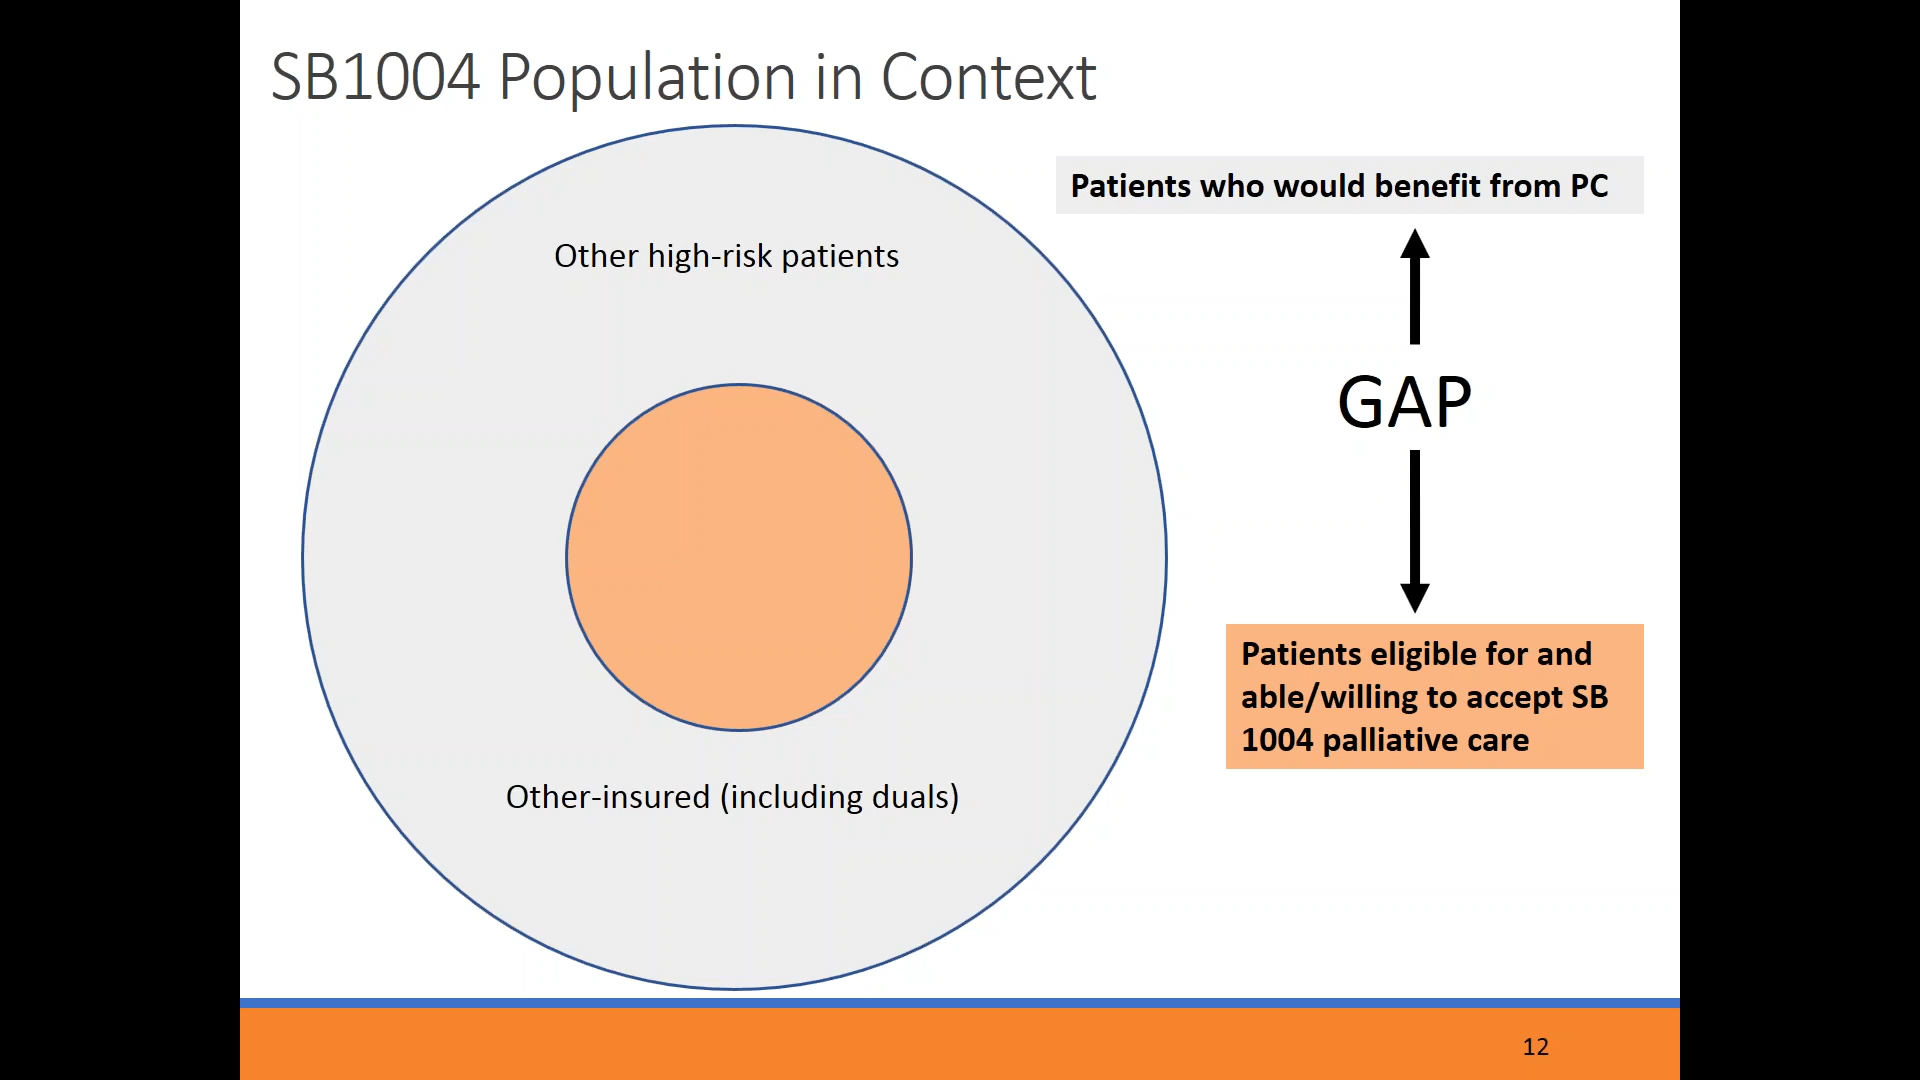 SB1004 Population in Context
Other high-risk patients
Other-insured (including duals)
Patients who would benefit from PC
GAP
Patients eligible for and
able/willing to accept SB
1004 palliative care
12